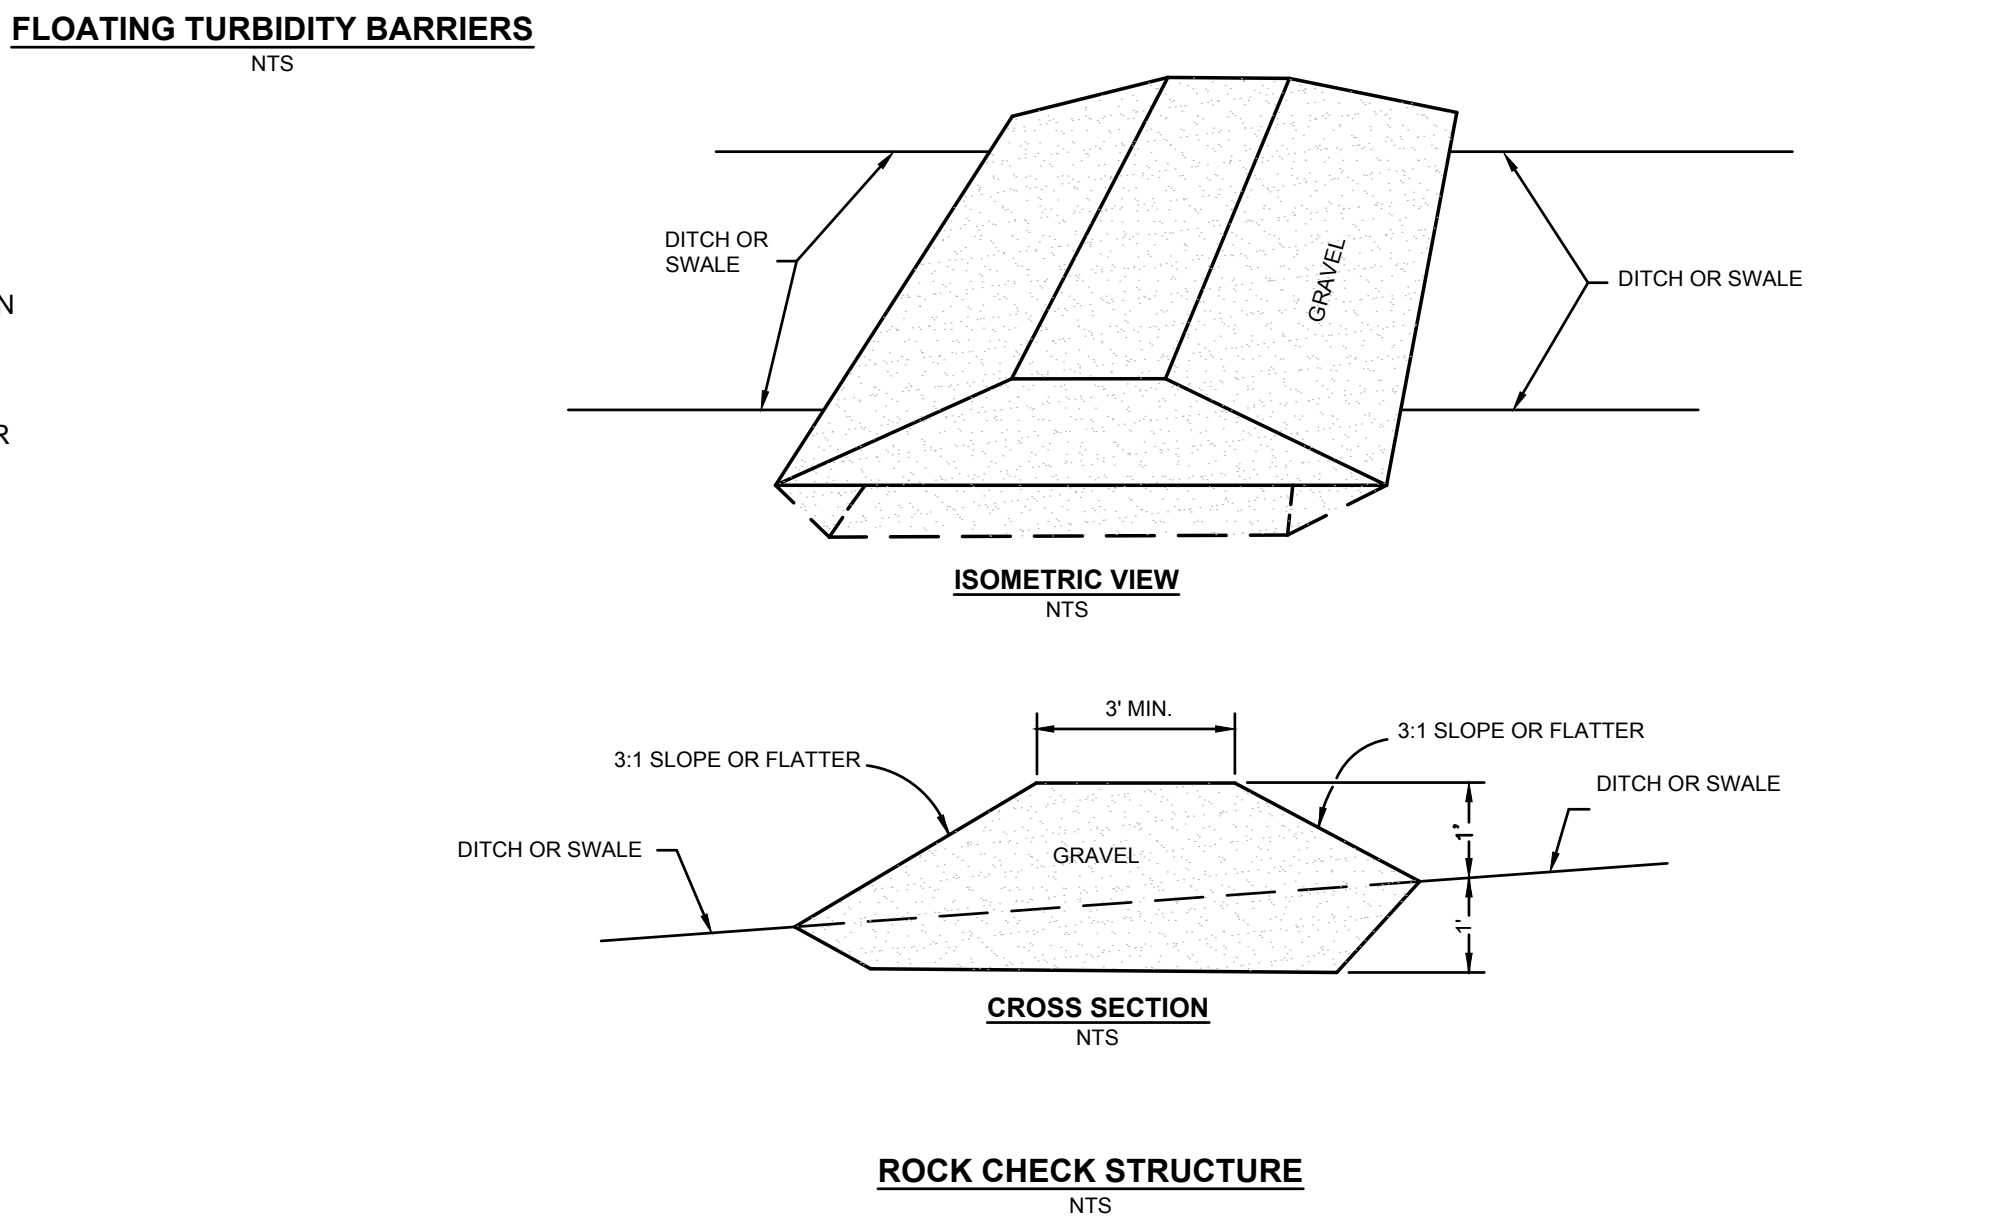 FLOATING TURBIDITY BARRIERS
NTS
N
R
DITCH OR
SWALE
GRAVEL
DITCH OR SWALE
ISOMETRIC VIEW
NTS
3' MIN.
3:1 SLOPE OR FLATTER
3:1 SLOPE OR FLATTER
DITCH OR SWALE
DITCH OR SWALE
GRAVEL
1'
1'
CROSS SECTION
NTS
ROCK CHECK STRUCTURE
NTS